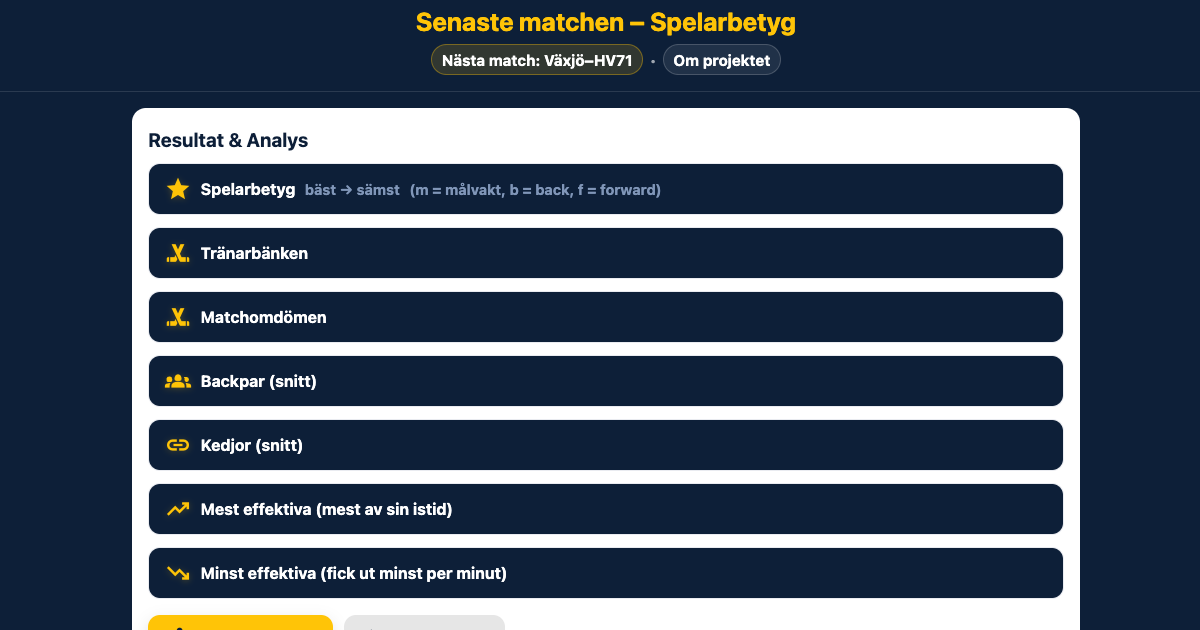 Senaste matchen – Spelarbetyg
Nästa match: Växjö–HV71 • Om projektet
Resultat & Analys
Spelarbetyg bäst → sämst (m = målvakt, b = back, f = forward)
Tränarbänken
Matchomdömen
Backpar (snitt)
Kedjor (snitt)
Mest effektiva (mest av sin istid)
Minst effektiva (fick ut minst per minut)